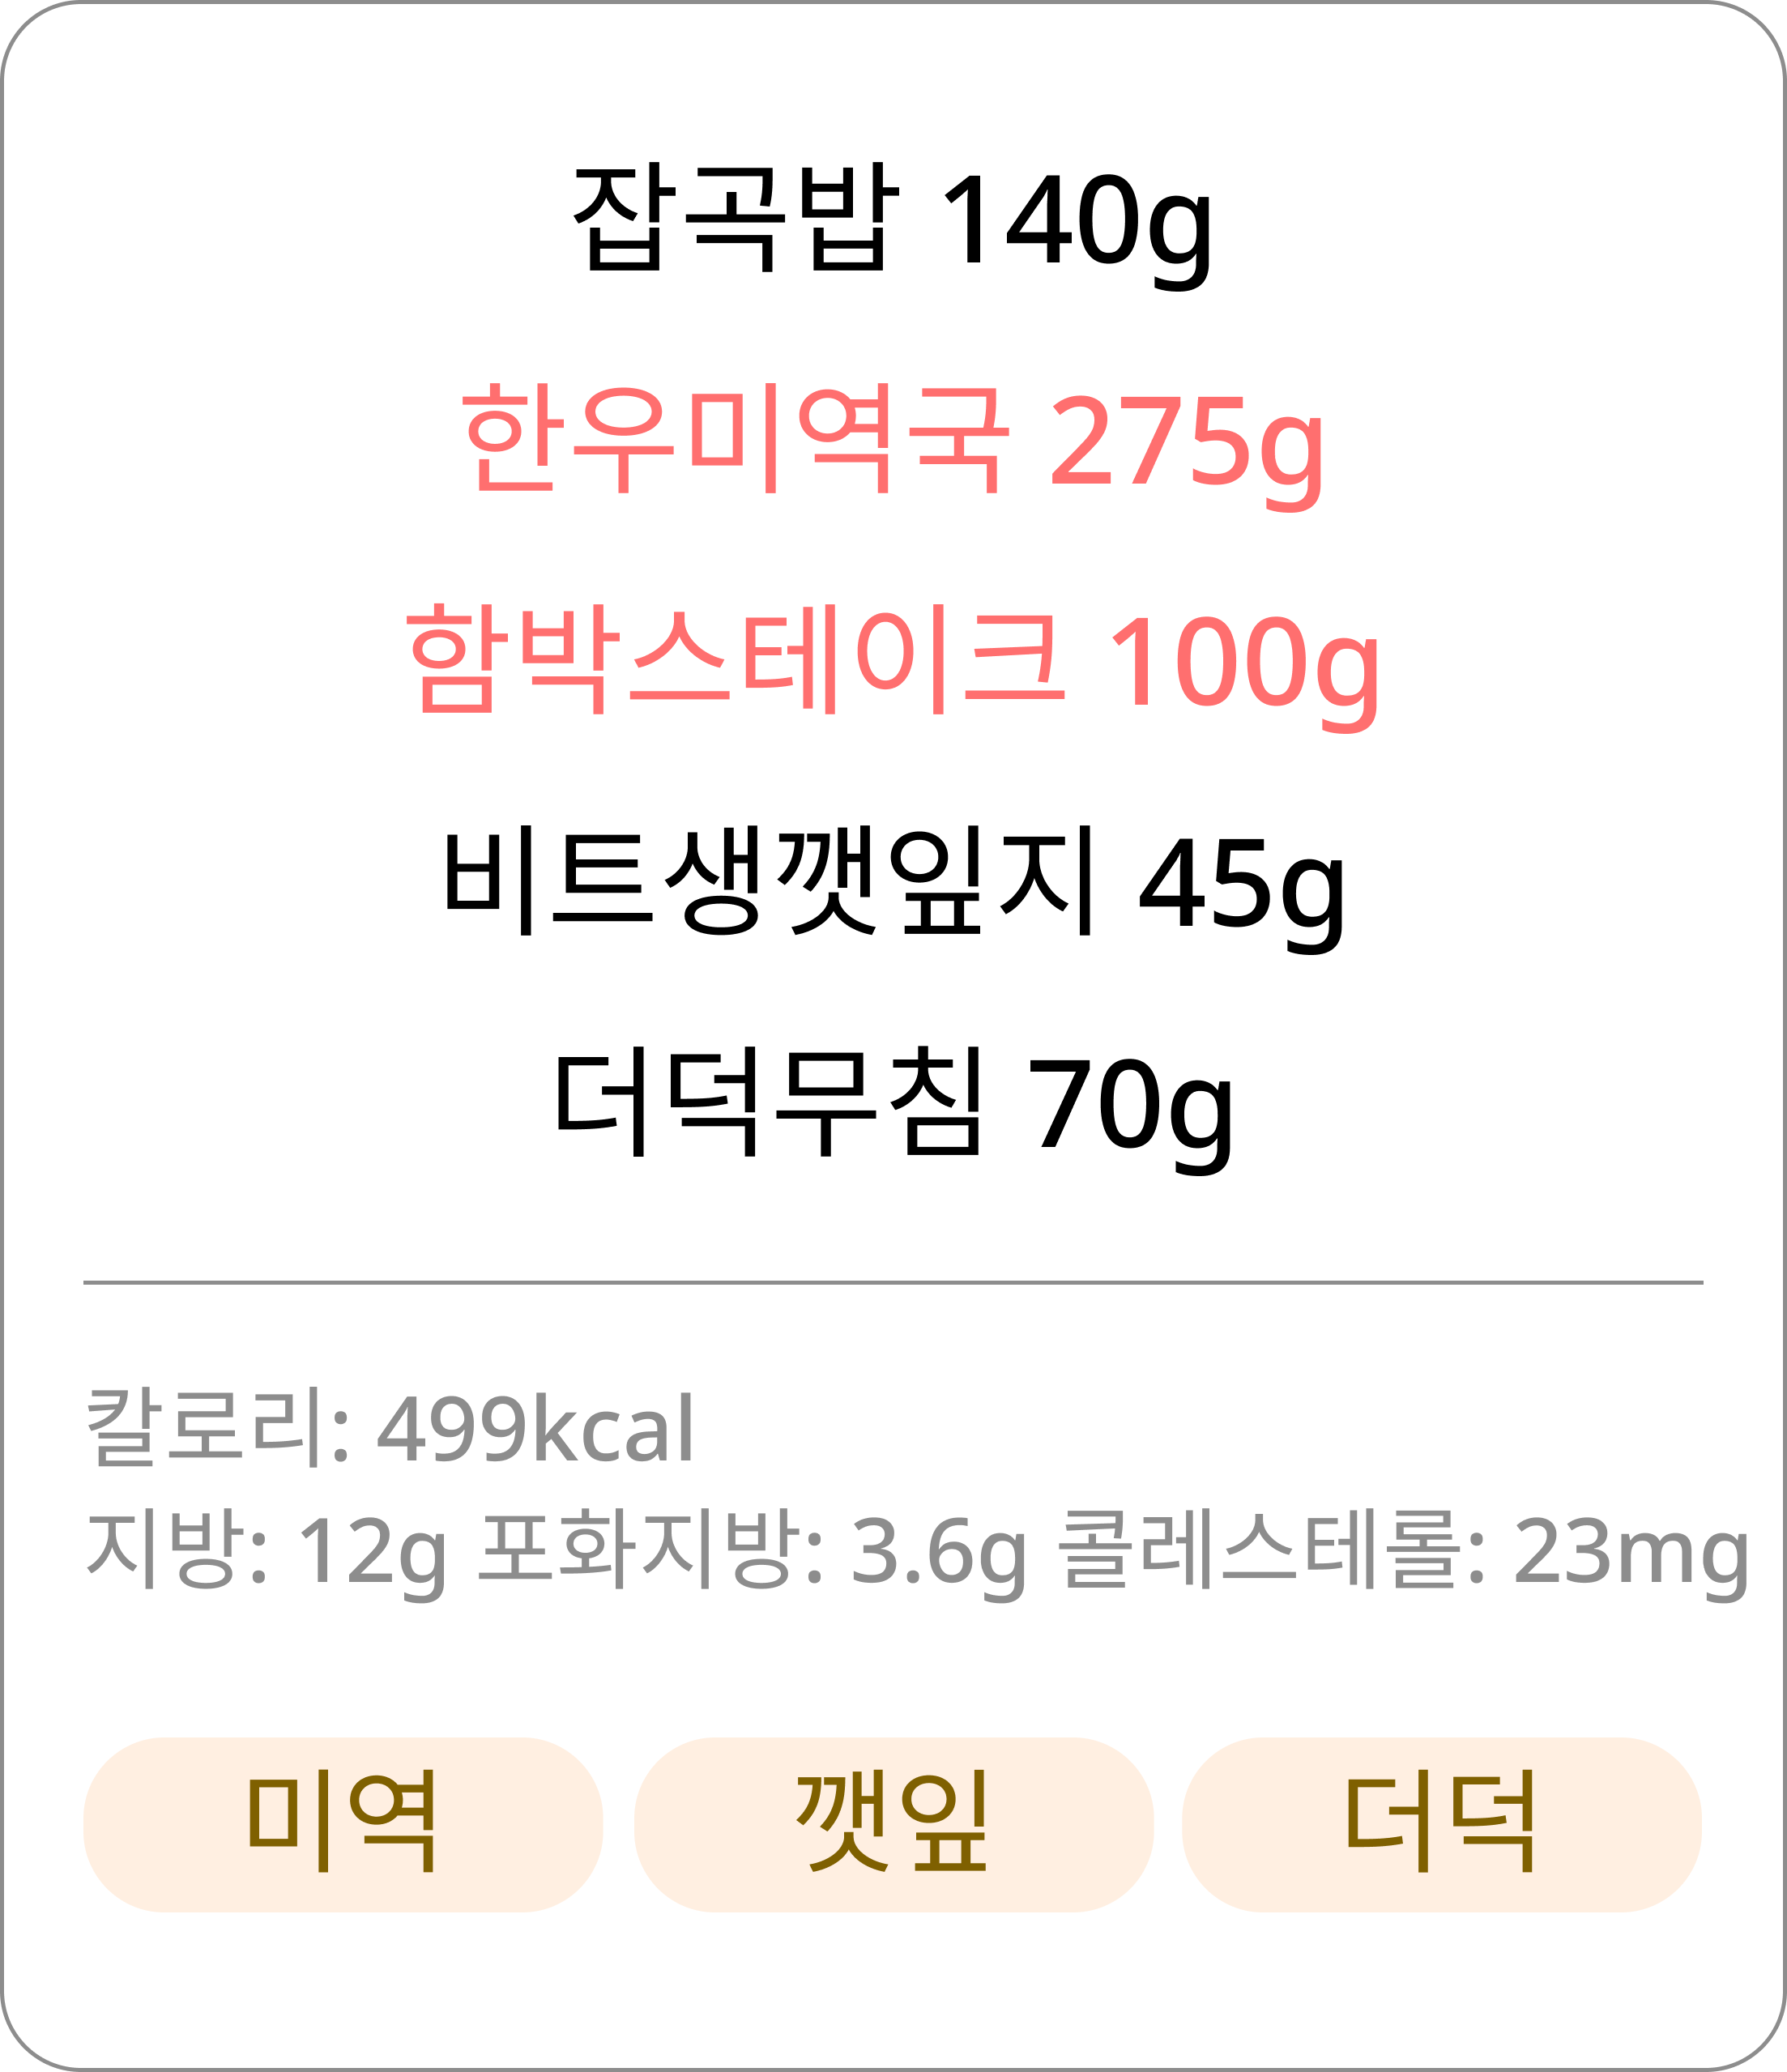 잡곡밥 140g
한우미역국 275g
함박스테이크 100g
비트생깻잎지 45g
더덕무침 70g
칼로리: 499kcal
지방: 12g 포화지방: 3.6g 콜레스테롤: 23mg
미역 깻잎 더덕